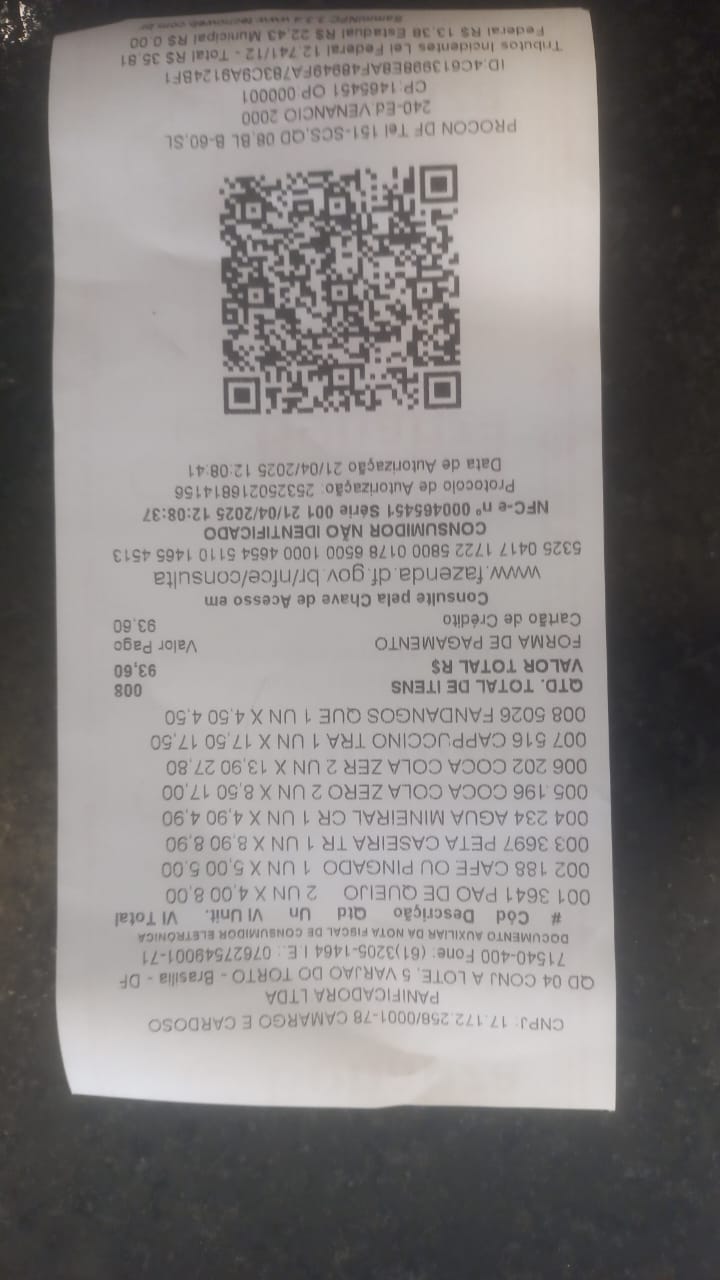 CNPJ: 17.172.258/0001-78 CAMARGO E CARDOSO
PANIFICADORA LTDA
QD 04 CONJ A LOTE, 5 VARJAO DO TORTO - Brasília - DF
71540-400 Fone: (61)3205-1464 I.E.: 0762754900​1-71
DOCUMENTO AUXILIAR DA NOTA FISCAL DE CONSUMIDOR ELETRÔNICA
# Cód Descrição Qtd Un Vl Unit. Vl Total
001 3641 PAO DE QUEIJO 2 UN X 4,00 8,00
002 188 CAFE OU PINGADO 1 UN X 5,00 5,00
003 3697 PETA CASEIRA TR 1 UN X 8,90 8,90
004 234 AGUA MINEIRAL CR 1 UN X 4,90 4,90
005 196 COCA COLA ZERO 2 UN X 8,50 17,00
006 202 COCA COLA ZER 2 UN X 13,90 27,80
007 516 CAPPUCCINO TRA 1 UN X 17,50 17,50
008 5026 FANDANGOS QUE 1 UN X 4,50 4,50
QTD. TOTAL DE ITENS 008
VALOR TOTAL R$ 93,60
FORMA DE PAGAMENTO Valor Pago
Cartão de Crédito 93,60
Consulte pela Chave de Acesso em
www.fazenda.df.gov.br/nfce/consulta
5325 0417 1722 5800 0178 6500 1000 4654 5110 1465 4513
CONSUMIDOR NÃO IDENTIFICADO
NFC-e nº 000465451 Série 001 21/04/2025 12:08:37
Protocolo de Autorização: 253250216814156
Data de Autorização 21/04/2025 12:08:41
PROCON DF Tel 151-SCS,QD 08,BL B-60,SL
240-Ed.VENANCIO 2000
CP:1465451 OP:000001
ID:4C61399BE8AF48949FA7B3C9A9124BF1
Tributos Incidentes Lei Federal 12.741/12 - Total R$ 35,81
Federal R$ 13,38 Estadual R$ 22,43 Municipal R$ 0,00